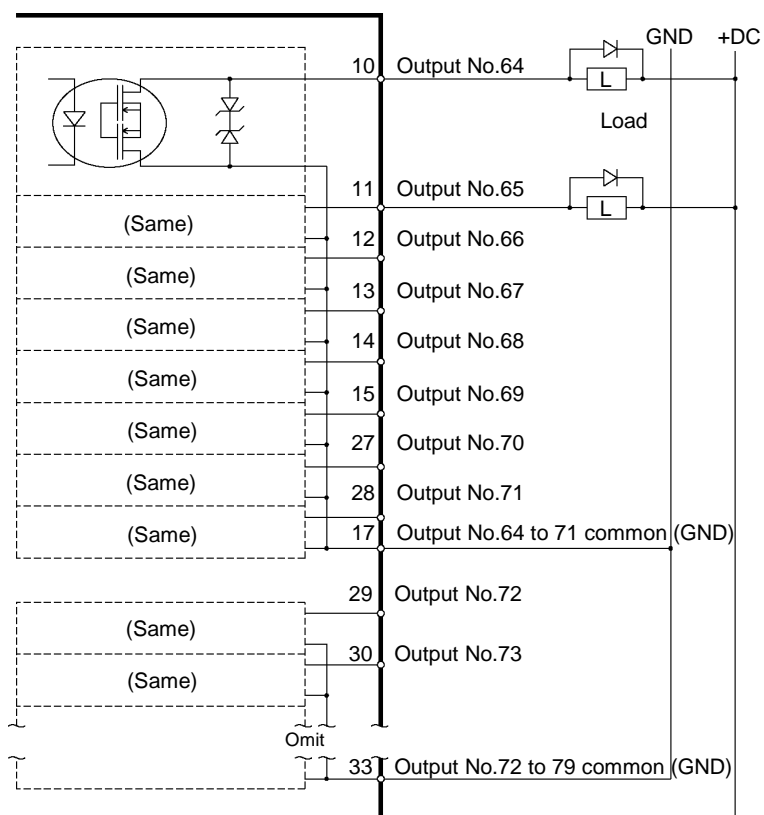 GND +DC
10 Output No.64
L
Load
11 Output No.65
L
(Same)
12 Output No.66
(Same)
13 Output No.67
(Same)
14 Output No.68
(Same)
15 Output No.69
(Same)
27 Output No.70
(Same)
28 Output No.71
(Same)
17 Output No.64 to 71 common (GND)
29 Output No.72
(Same)
30 Output No.73
(Same)
Omit
33 Output No.72 to 79 common (GND)